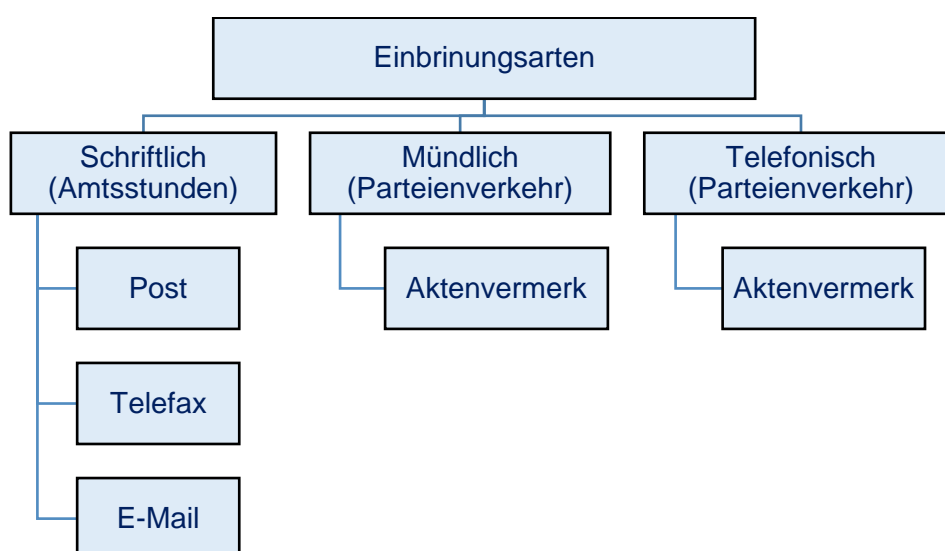 Einbrinungsarten
Schriftlich
(Amtsstunden)
Mündlich
(Parteienverkehr)
Telefonisch
(Parteienverkehr)
Post
Aktenvermerk
Aktenvermerk
Telefax
E-Mail